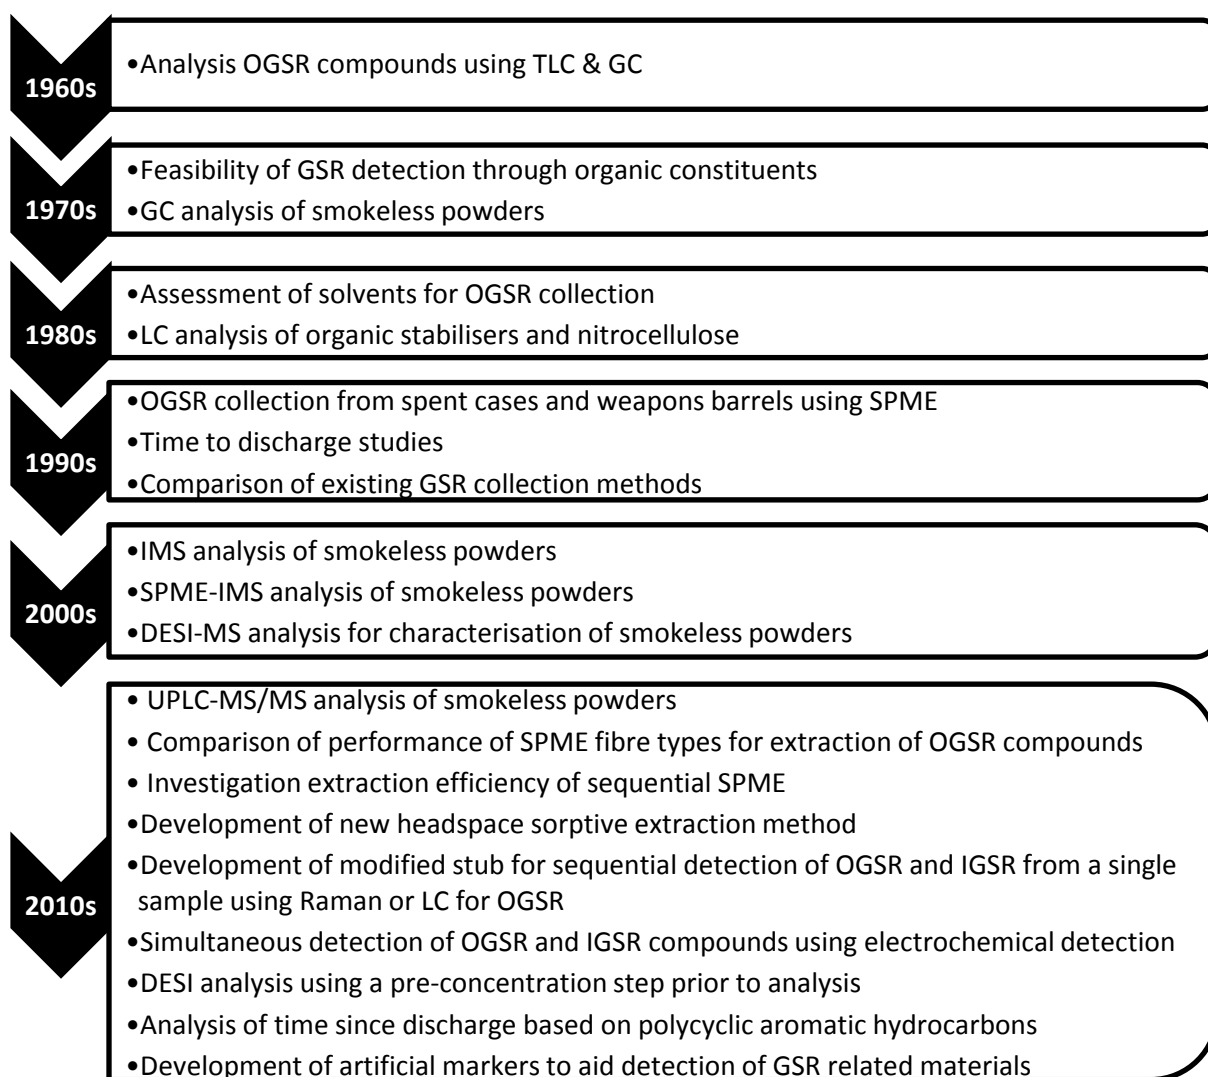 1960s
•Analysis OGSR compounds using TLC & GC
1970s
•Feasibility of GSR detection through organic constituents
•GC analysis of smokeless powders
1980s
•Assessment of solvents for OGSR collection
•LC analysis of organic stabilisers and nitrocellulose
1990s
•OGSR collection from spent cases and weapons barrels using SPME
•Time to discharge studies
•Comparison of existing GSR collection methods
2000s
•IMS analysis of smokeless powders
•SPME-IMS analysis of smokeless powders
•DESI-MS analysis for characterisation of smokeless powders
2010s
• UPLC-MS/MS analysis of smokeless powders
• Comparison of performance of SPME fibre types for extraction of OGSR compounds
• Investigation extraction efficiency of sequential SPME
•Development of new headspace sorptive extraction method
•Development of modified stub for sequential detection of OGSR and IGSR from a single
sample using Raman or LC for OGSR
•Simultaneous detection of OGSR and IGSR compounds using electrochemical detection
•DESI analysis using a pre-concentration step prior to analysis
•Analysis of time since discharge based on polycyclic aromatic hydrocarbons
•Development of artificial markers to aid detection of GSR related materials